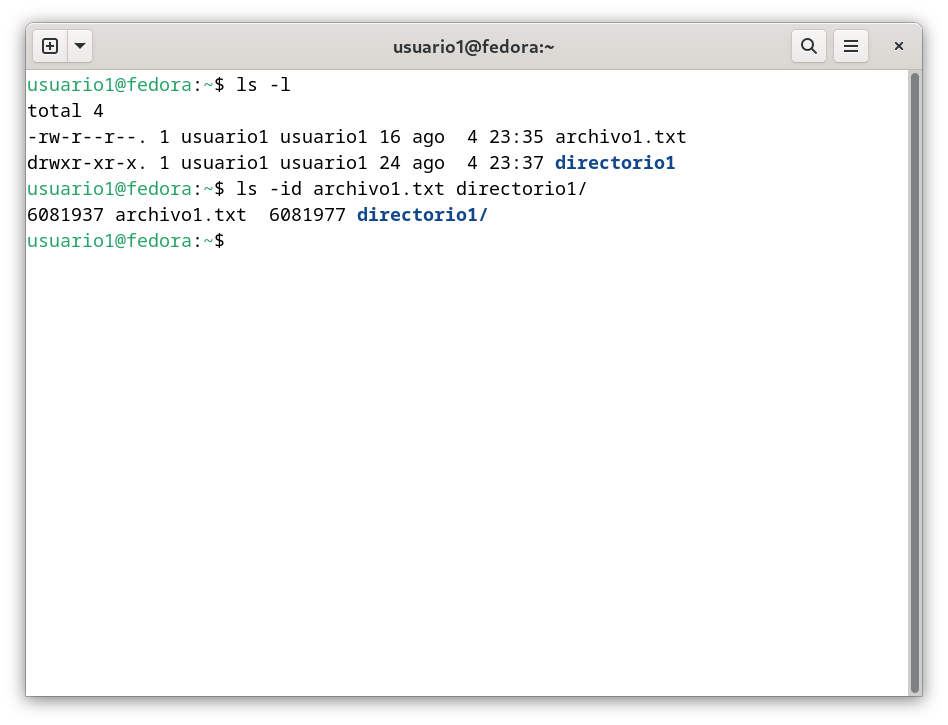 usuario1@fedora:~
usuario1@fedora:~$ ls -l
total 4
-rw-r--r--. 1 usuario1 usuario1 16 ago  4 23:35 archivo1.txt
drwxr-xr-x. 1 usuario1 usuario1 24 ago  4 23:37 directorio1
usuario1@fedora:~$ ls -id archivo1.txt directorio1/
6081937 archivo1.txt  6081977 directorio1/
usuario1@fedora:~$